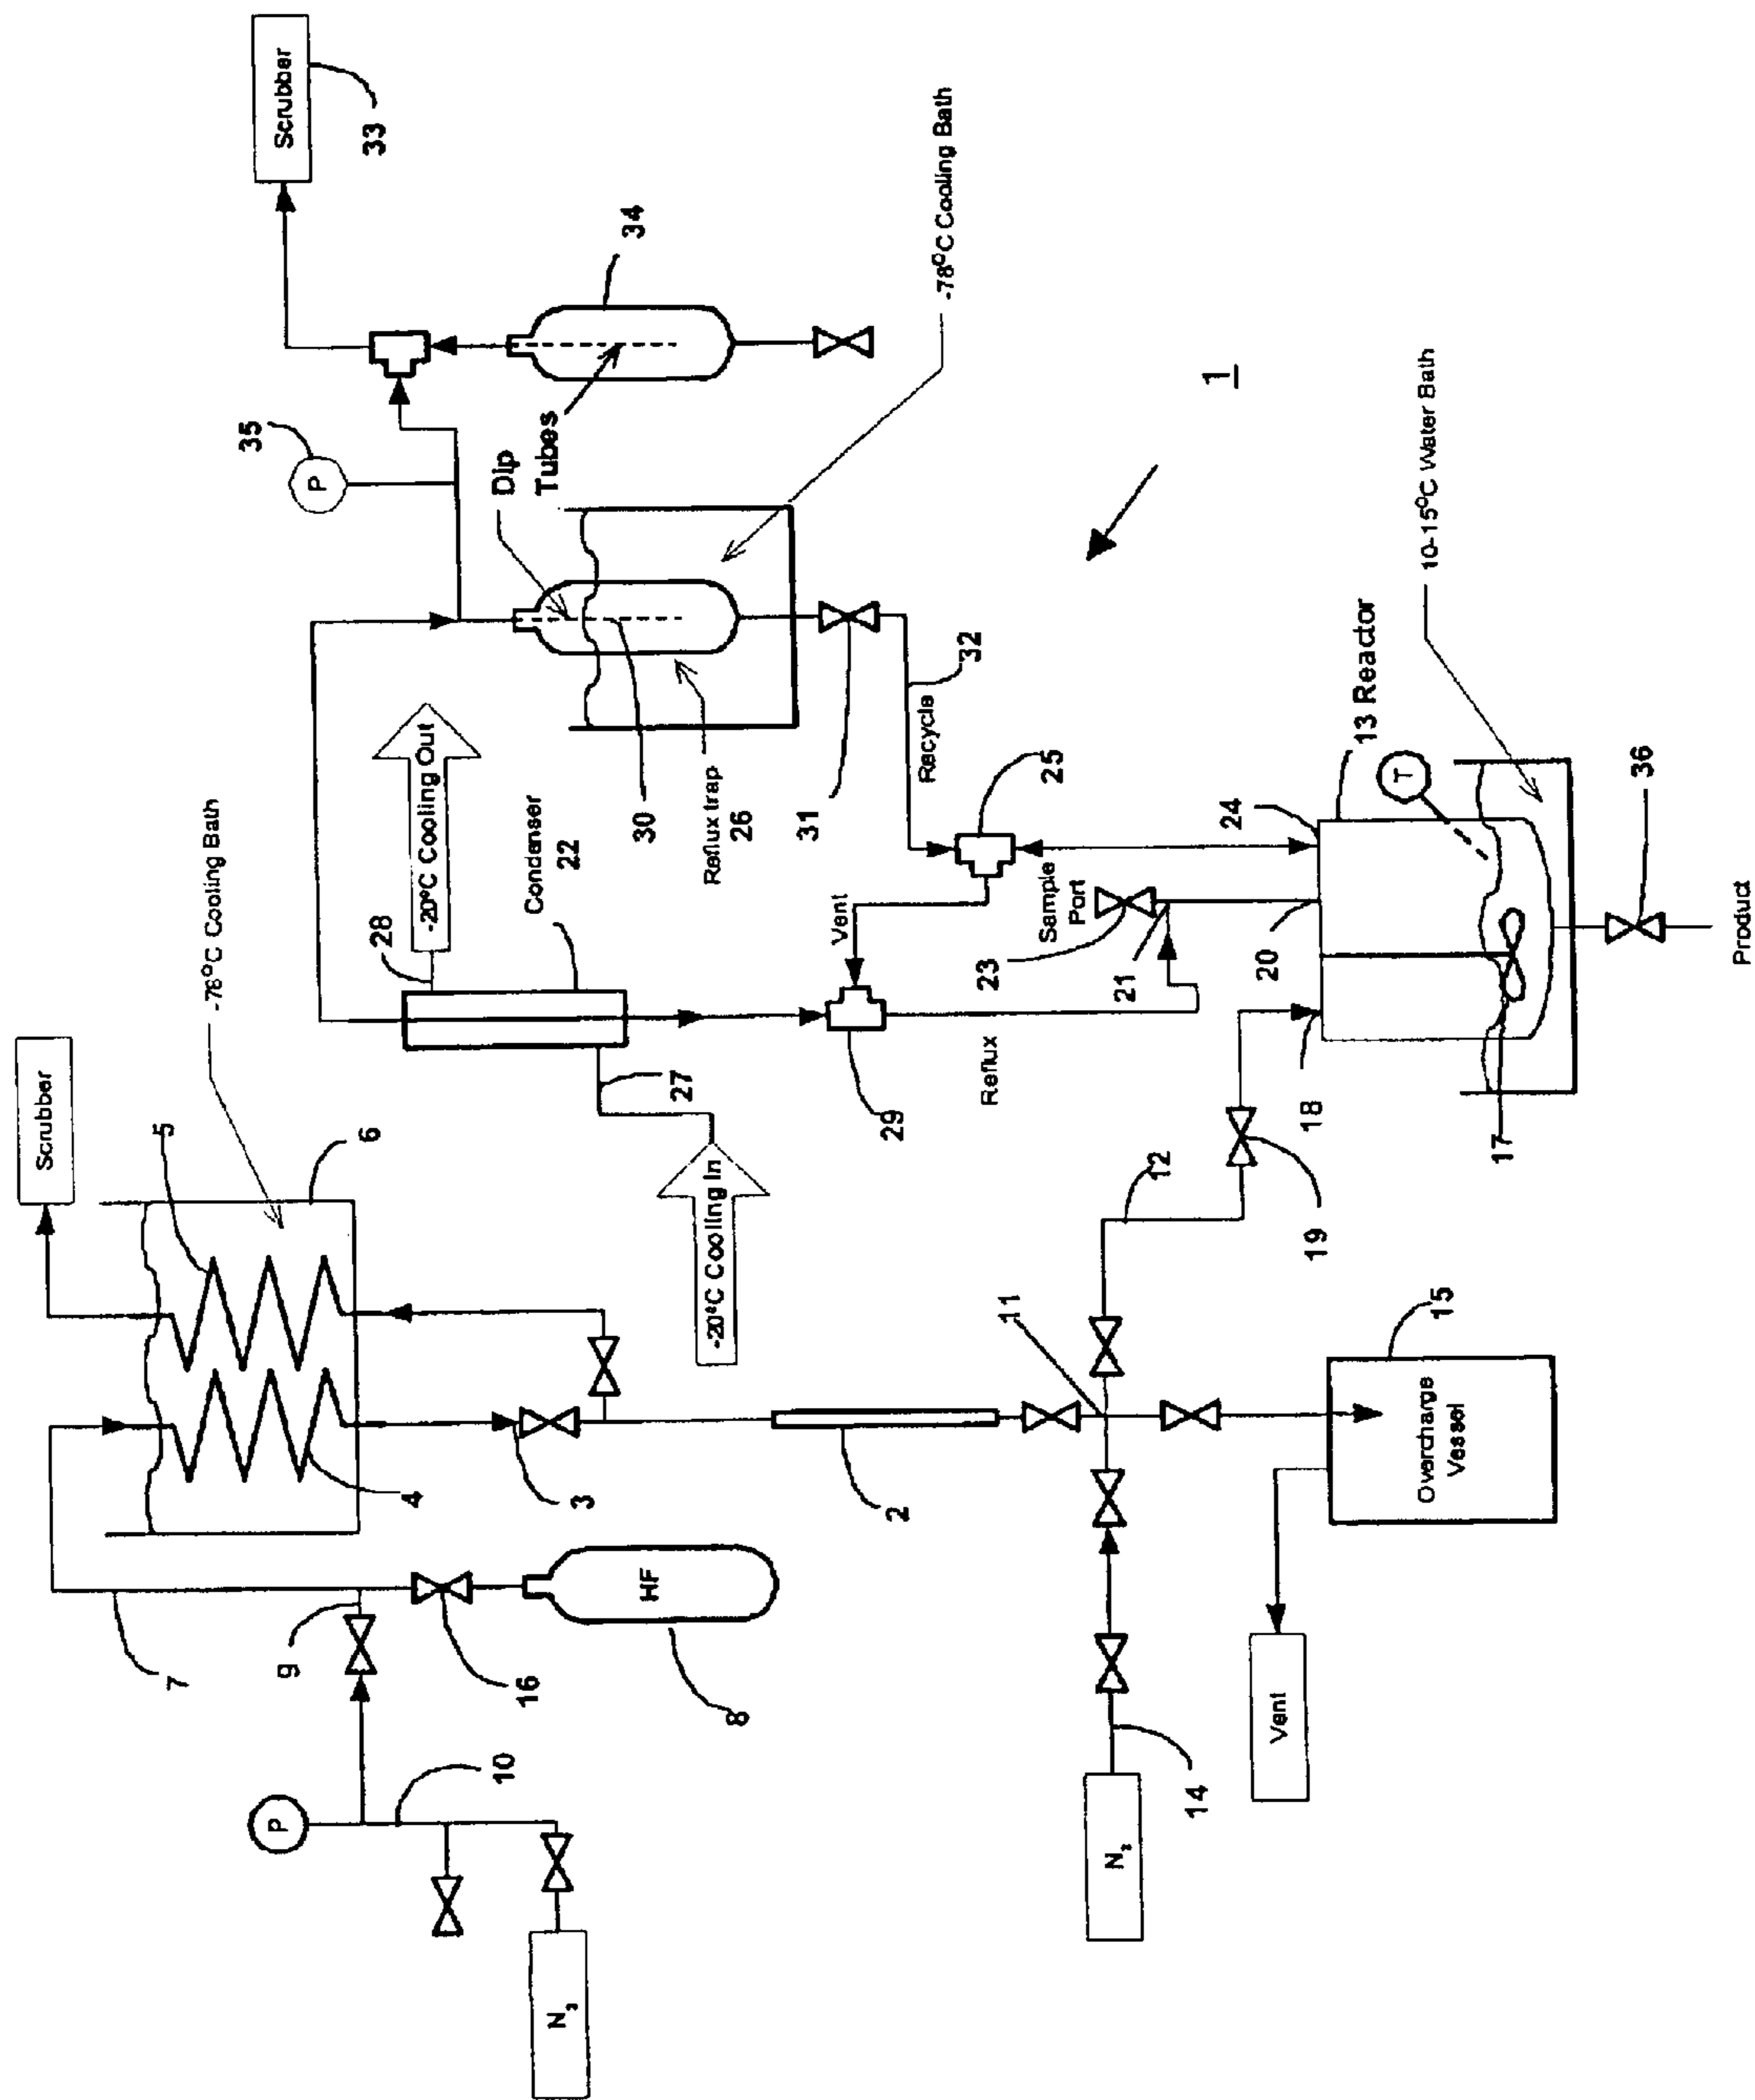 Scrubber
33
Scrubber
-78°C Cooling Bath
5
6
4
3
7
9
16
HF
8
P
10
N₂
28
-20°C Cooling Out
Condenser
22
27
-20°C Cooling In
35
P
Dip
Tubes
34
-78°C Cooling Bath
30
Reflux trap
26
31
32
Recycle
25
Vent
29
Reflux
23
Sample
Port
21
20
24
13 Reactor
T
10-15°C Water Bath
36
Product
1
2
11
12
19
18
17
14
N₂
15
Overcharge
Vessel
Vent